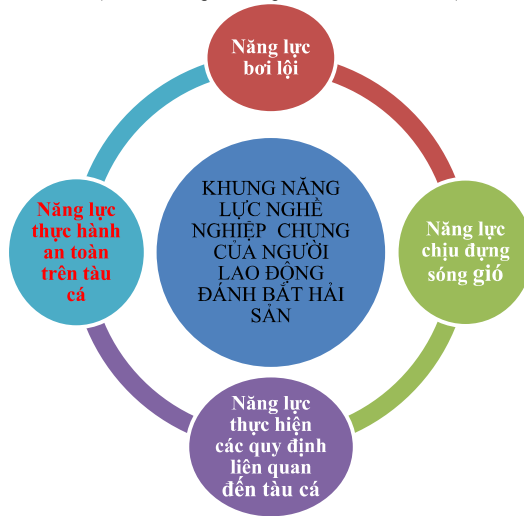 Năng lực
bơi lội
KHUNG NĂNG
LỰC NGHỀ
NGHIỆP CHUNG
CỦA NGƯỜI
LAO ĐỘNG
ĐÁNH BẮT HẢI
SẢN
Năng lực
thực hành
an toàn
trên tàu
cá
Năng lực
chịu đựng
sóng gió
Năng lực
thực hiện
các quy định
liên quan
đến tàu cá